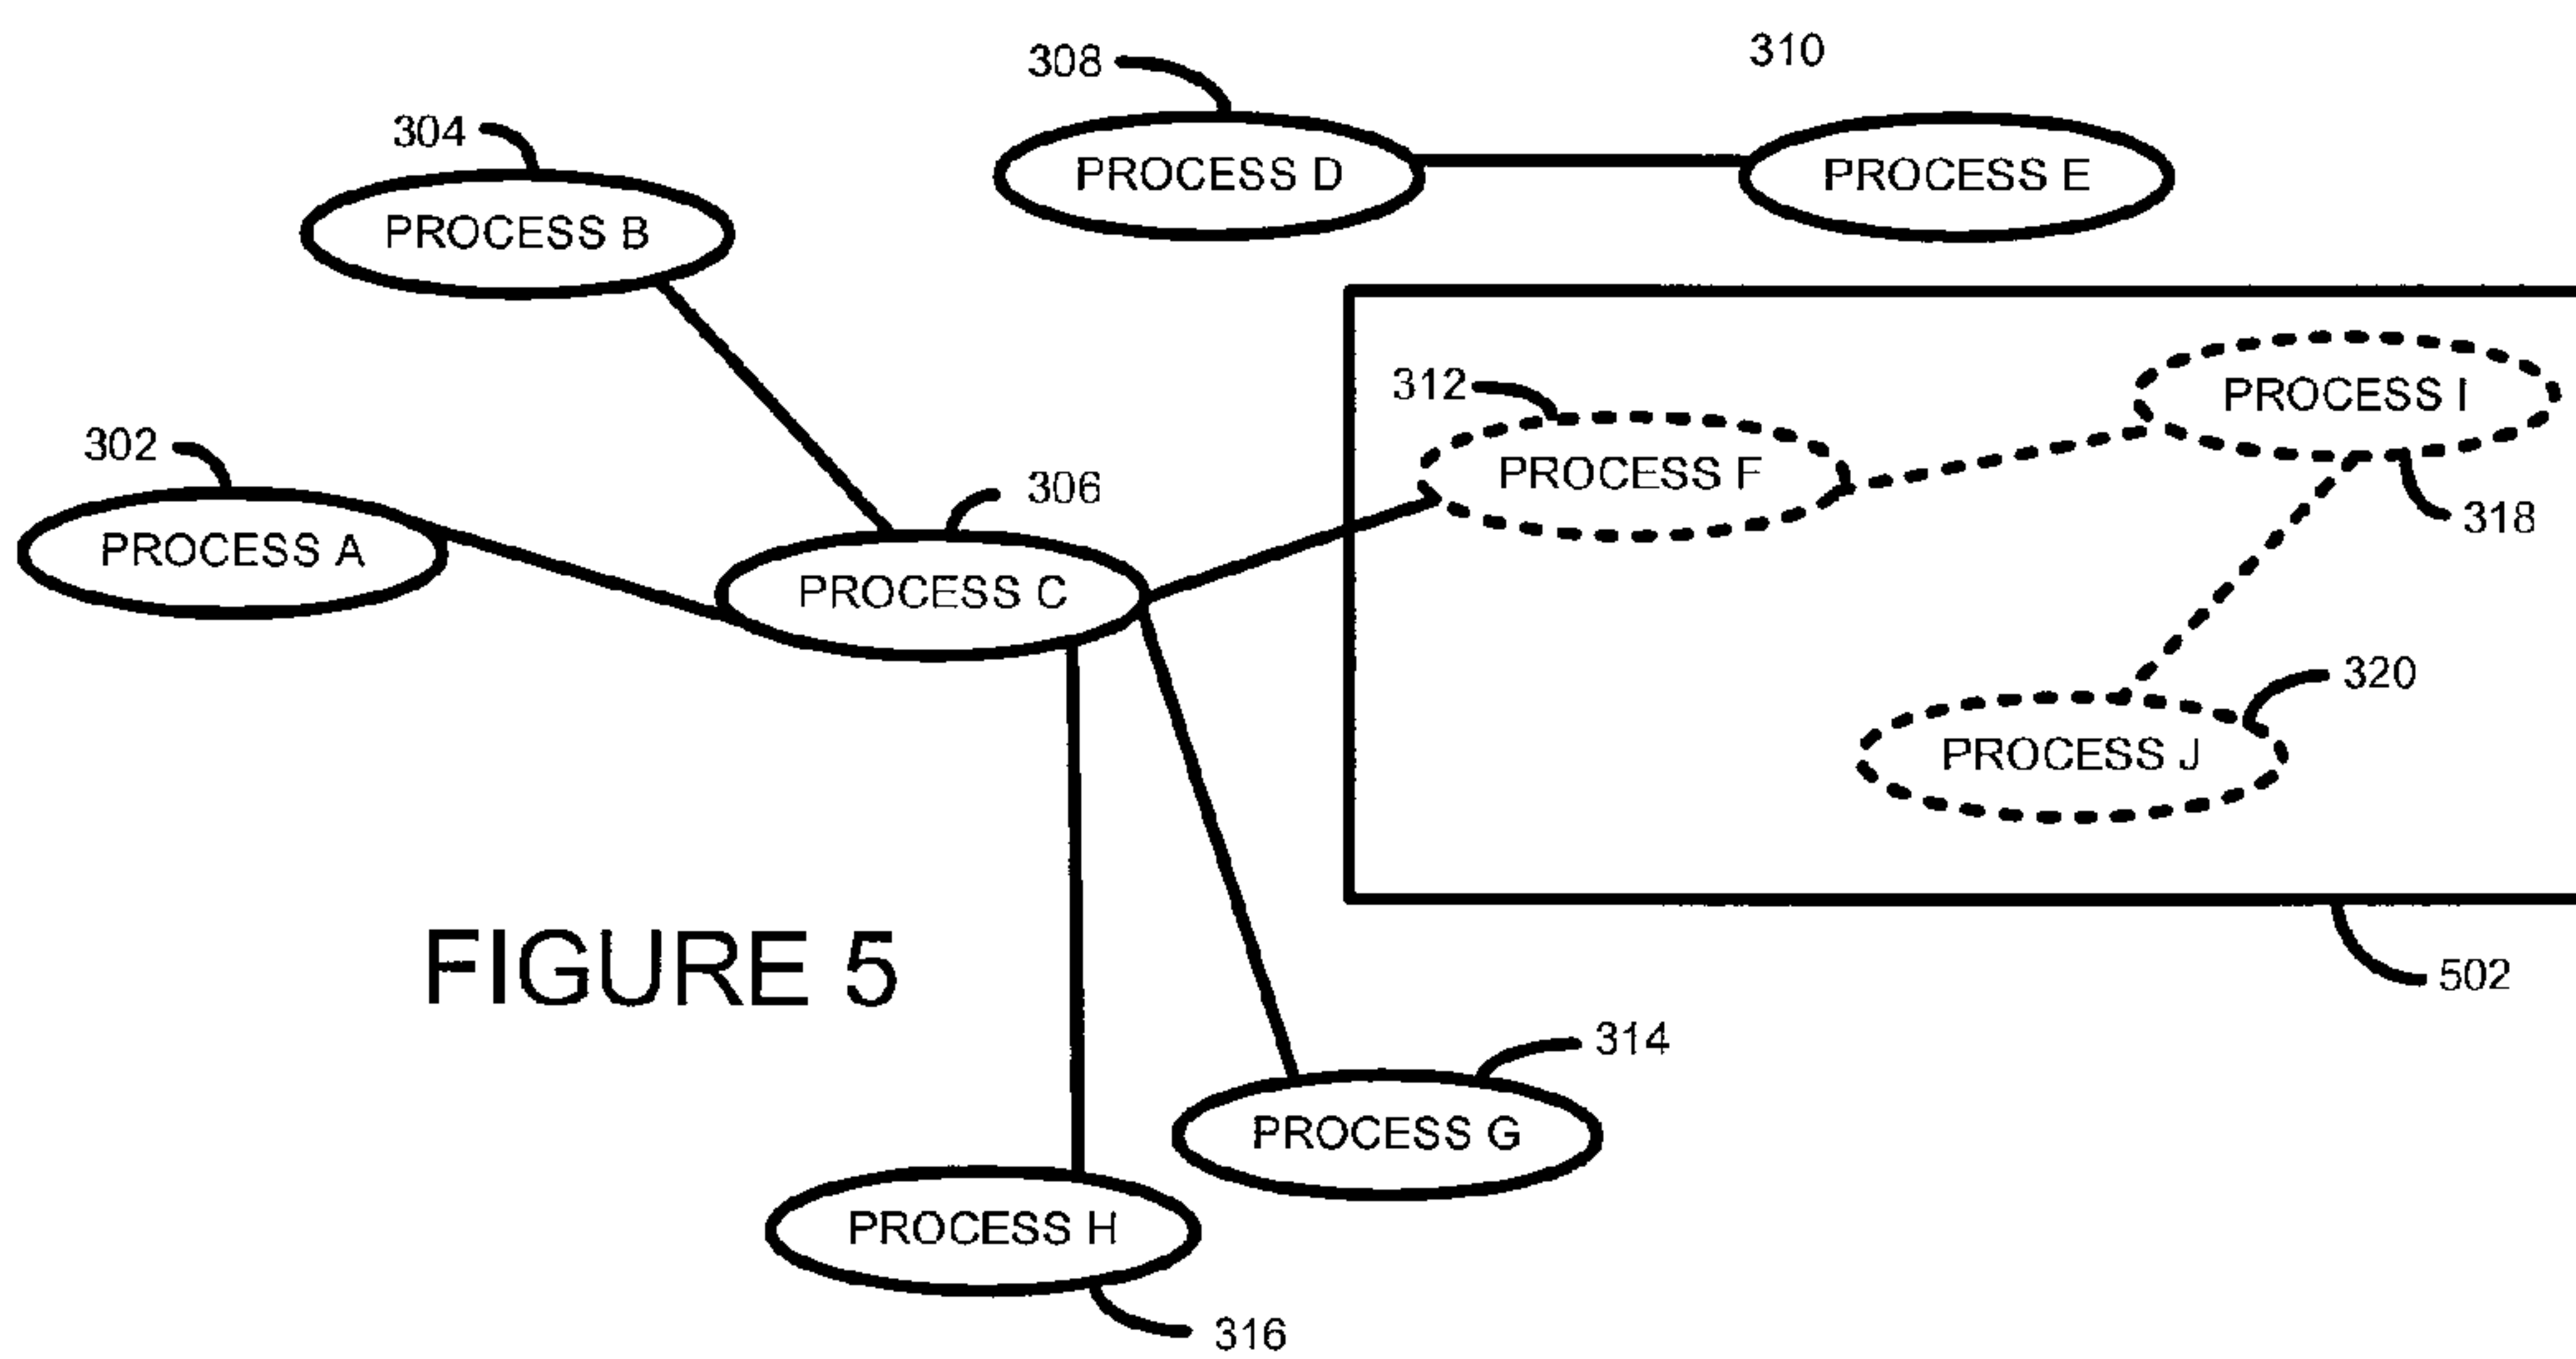 308
310
304
PROCESS D
PROCESS E
PROCESS B
312
PROCESS I
302
306
PROCESS F
318
PROCESS A
PROCESS C
320
PROCESS J
FIGURE 5
502
314
PROCESS G
PROCESS H
316